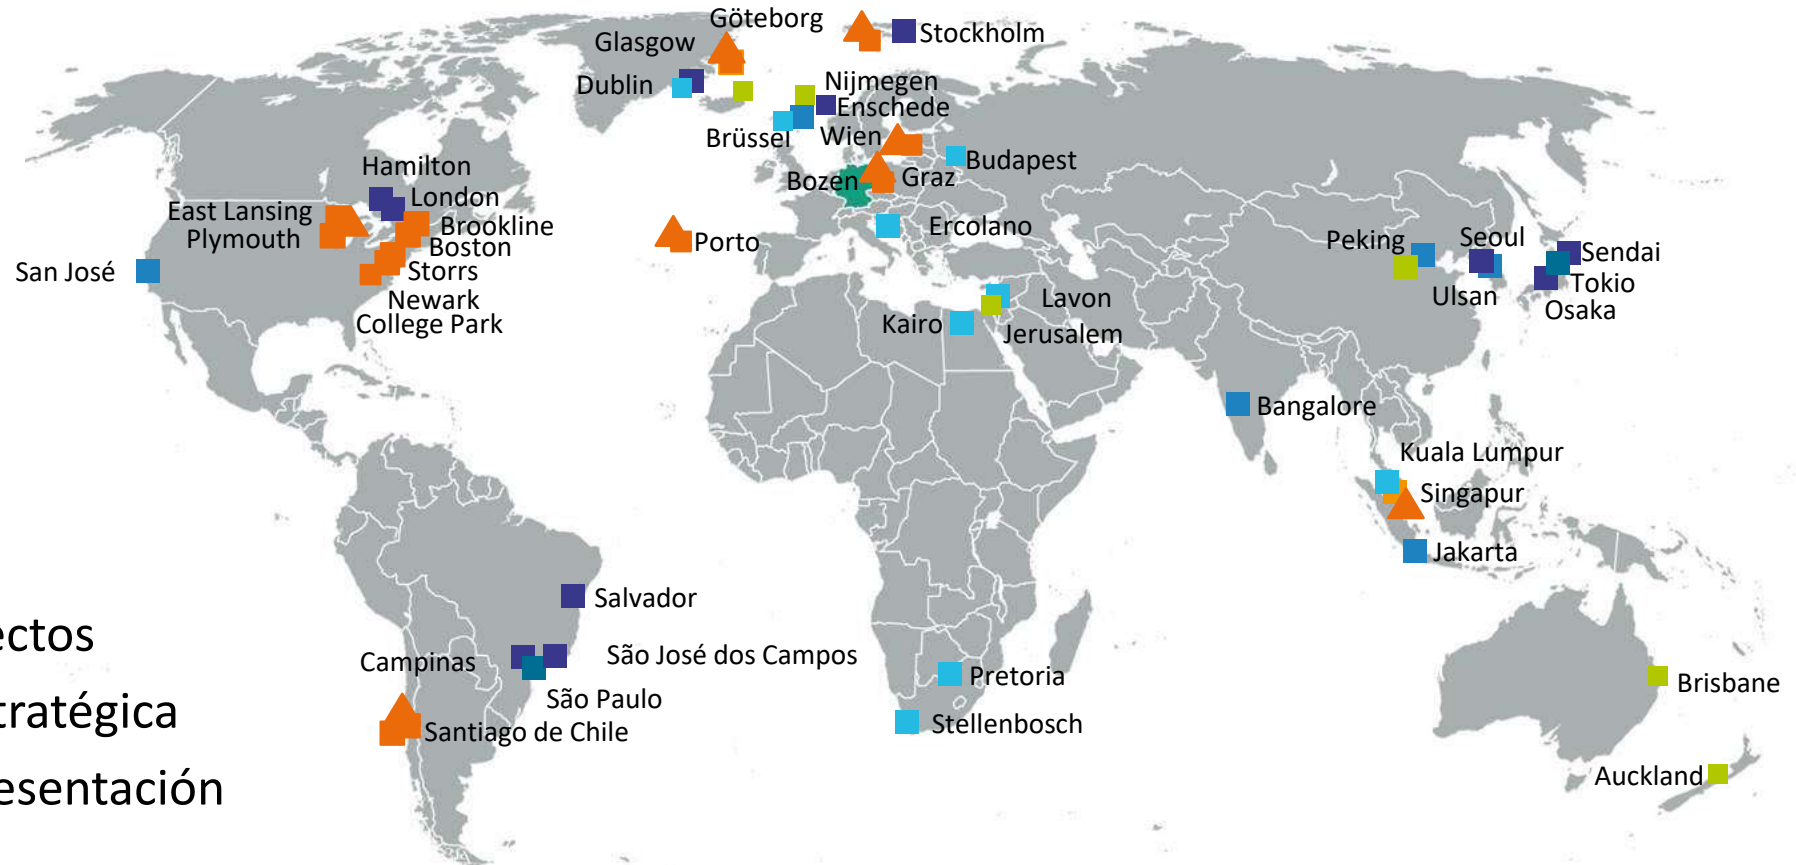 Göteborg
Stockholm
Glasgow
Dublin
Nijmegen
Enschede
Brüssel
Wien
Budapest
Hamilton
Bozen
Graz
London
East Lansing
Brookline
Plymouth
Boston
Ercolano
Porto
Peking
Seoul
Sendai
San José
Storrs
Tokio
Newark
Lavon
Ulsan
Osaka
College Park
Kairo
Jerusalem
Bangalore
Kuala Lumpur
Singapur
Jakarta
Salvador
ectos
Campinas
São José dos Campos
Pretoria
Brisbane
São Paulo
tratégica
Santiago de Chile
Stellenbosch
Auckland
esentación